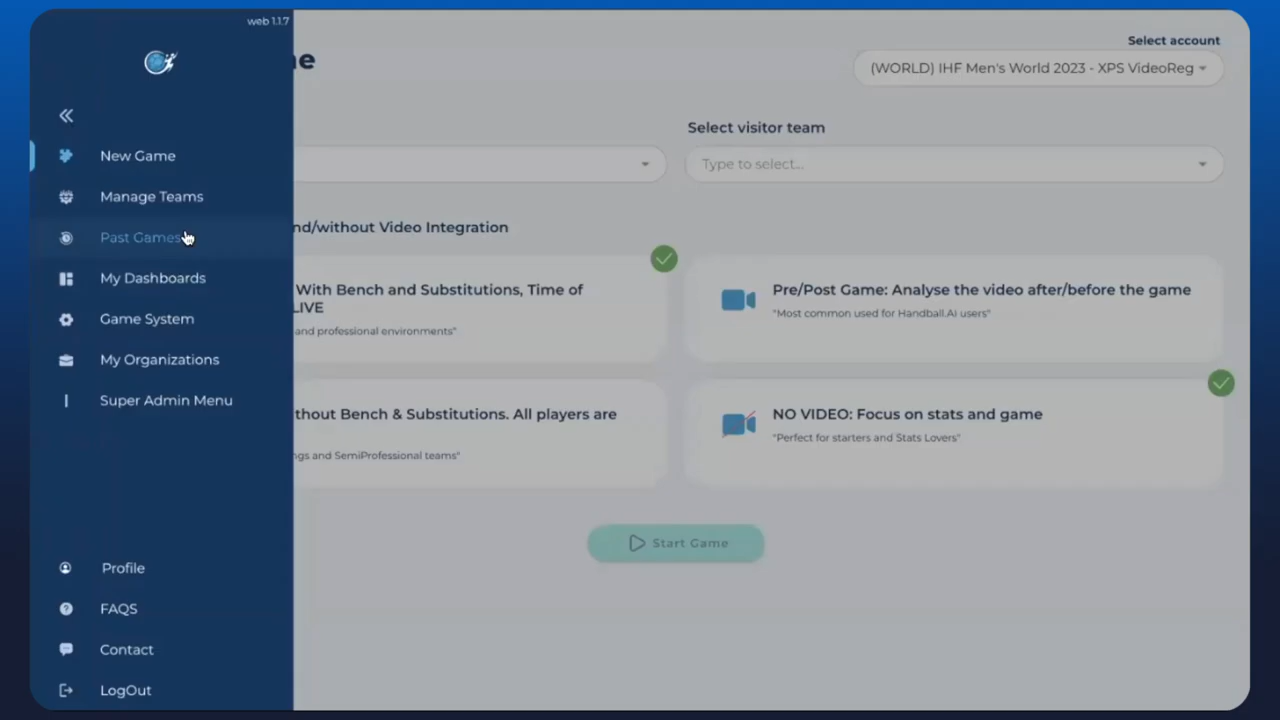 web 1.1.7
New Game
Manage Teams
Past Games
My Dashboards
Game System
My Organizations
Super Admin Menu
Profile
FAQS
Contact
LogOut
Select account
(WORLD) IHF Men's World 2023 - XPS VideoReg
Select visitor team
Type to select...
nd/without Video Integration
With Bench and Substitutions, Time of
LIVE
and professional environments"
Pre/Post Game: Analyse the video after/before the game
"Most common used for Handball.Ai users"
thout Bench & Substitutions. All players are
ngs and SemiProfessional teams"
NO VIDEO: Focus on stats and game
"Perfect for starters and Stats Lovers"
Start Game